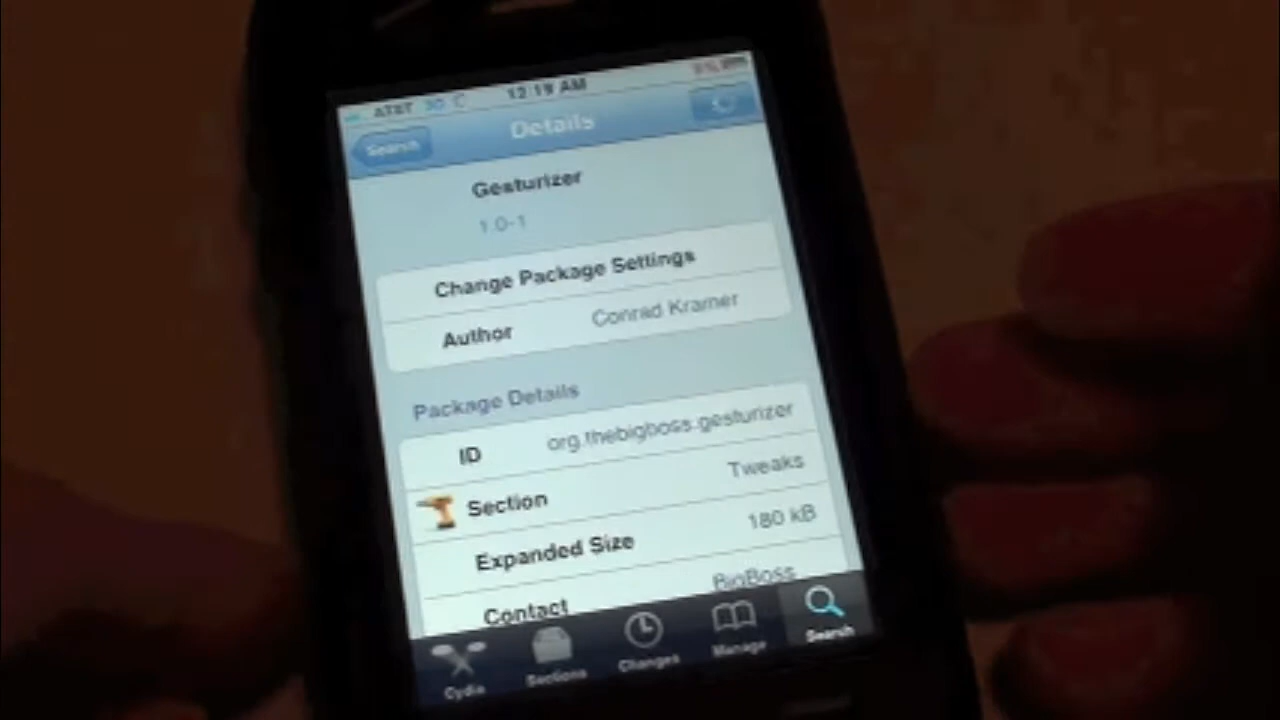 AT&T 3G 12:19 AM
Search Details
Gesturizer
1.0-1
Change Package Settings
Author Conrad Kramer
Package Details
ID org.thebigboss.gesturizer
Section Tweaks
Expanded Size 180 kB
Contact BigBoss
Cydia Sections Changes Manage Search